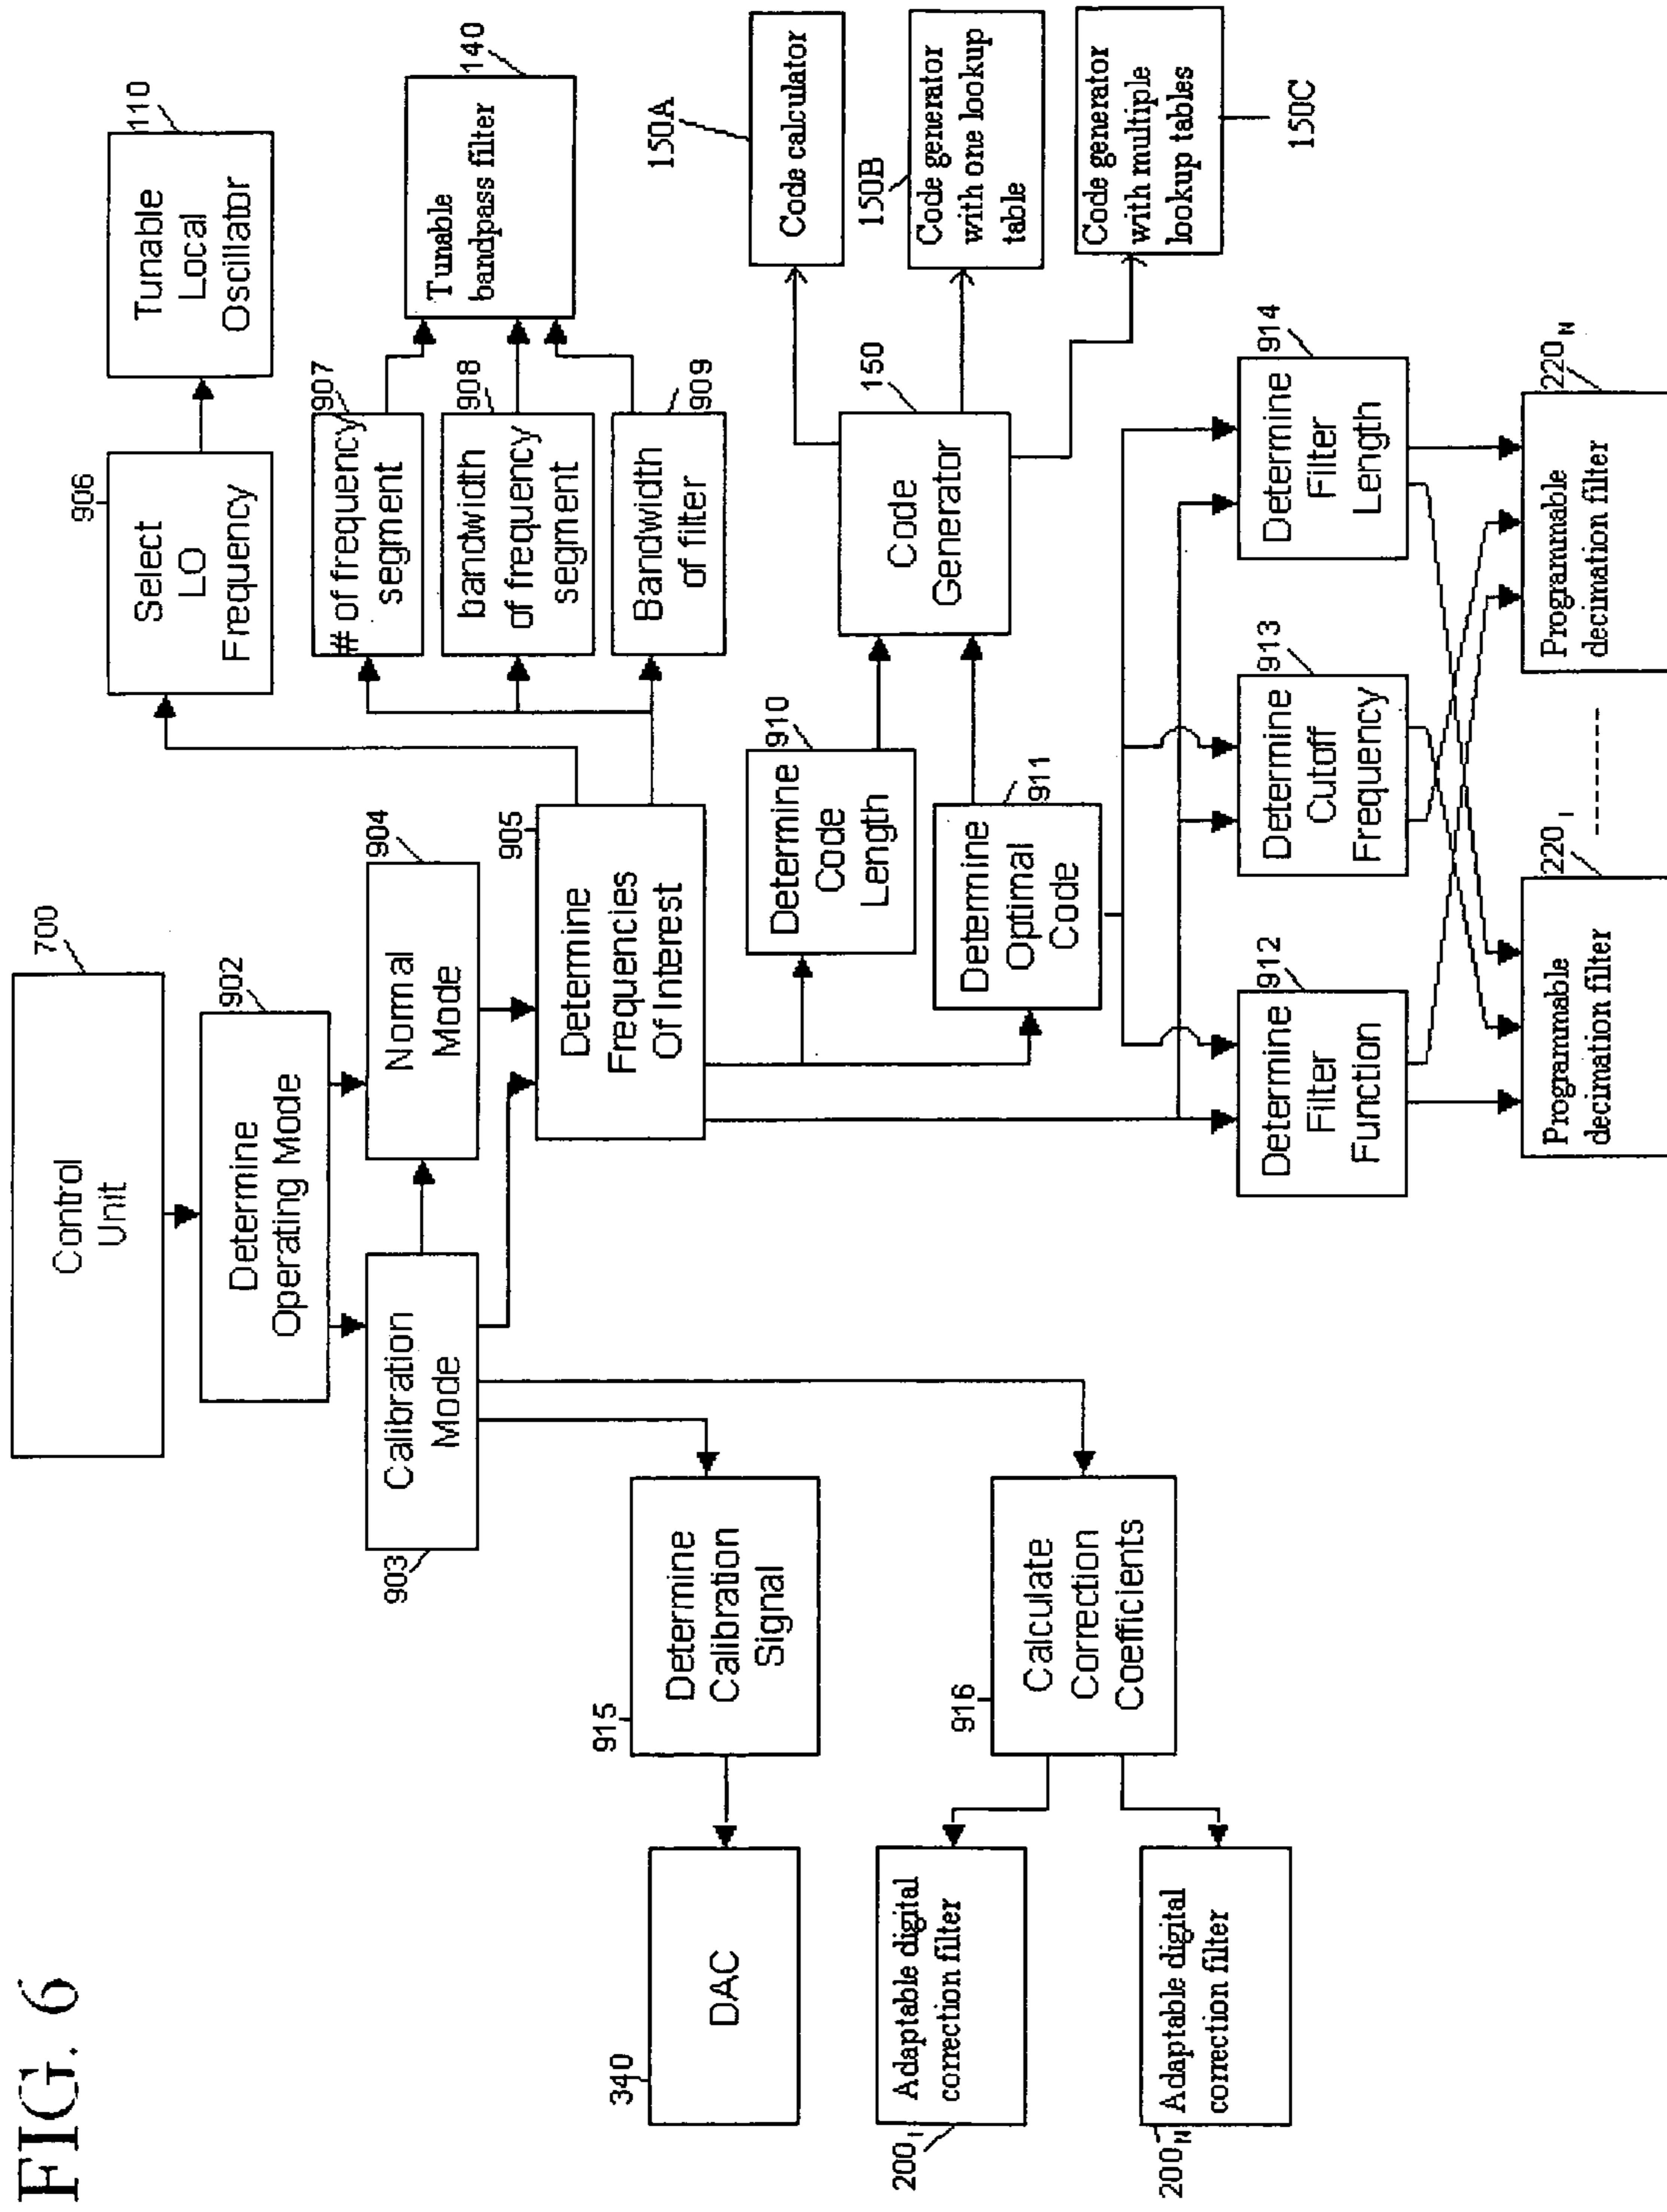 FIG. 6
700
Control
Unit
902
Determine
Operating Mode
903
Calibration
Mode
904
Normal
Mode
905
Determine
Frequencies
Of Interest
906
Select
LO
Frequency
110
Tunable
Local
Oscillator
907
# of frequency
segment
908
bandwidth
of frequency
segment
909
Bandwidth
of filter
140
Tunable
bandpass filter
910
Determine
Code
Length
911
Determine
Optimal
Code
150
Code
Generator
150A
Code calculator
150B
Code generator
with one lookup
table
150C
Code generator
with multiple
lookup tables
912
Determine
Filter
Function
913
Determine
Cutoff
Frequency
914
Determine
Filter
Length
220 I
Programmable
decimation filter
--------
220 N
Programmable
decimation filter
915
Determine
Calibration
Signal
340
DAC
916
Calculate
Correction
Coefficients
200 I
Adaptable digital
correction filter
200 N
Adaptable digital
correction filter